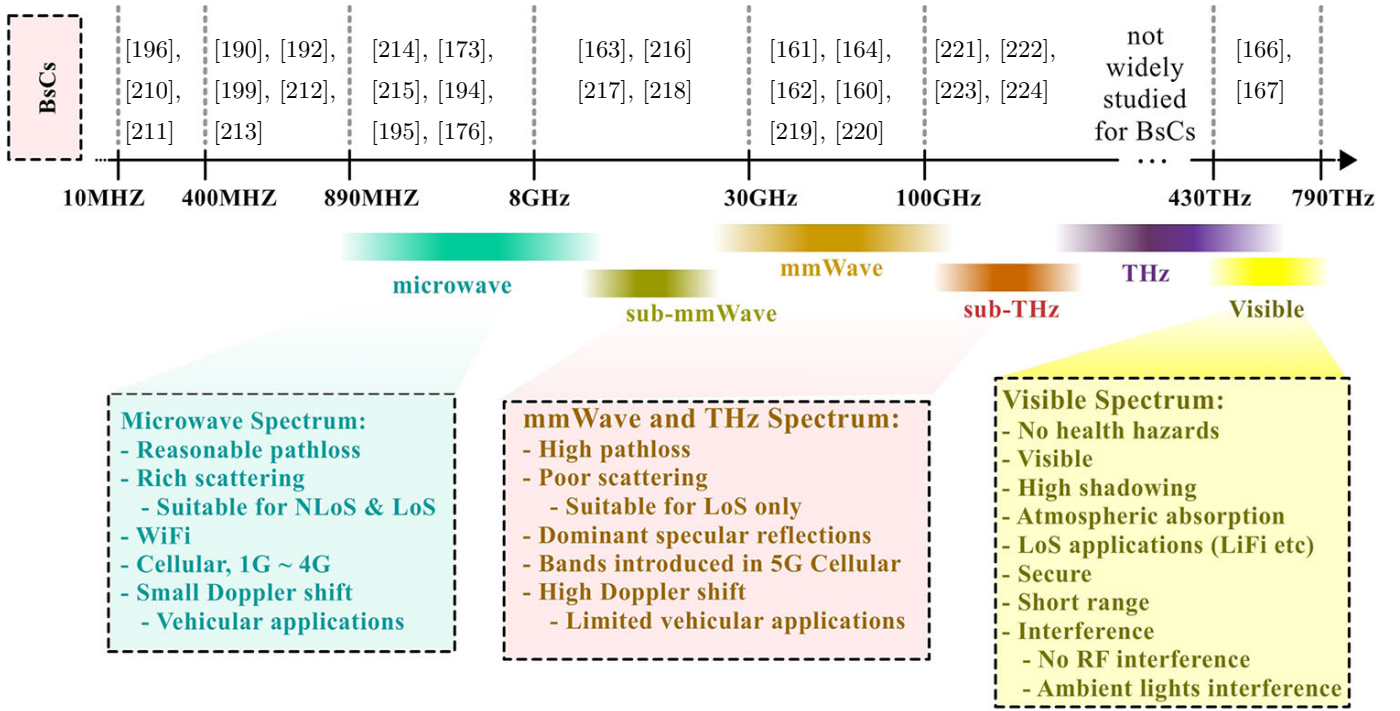 BsCs
[196],
[210],
[211]
[190], [192],
[199], [212],
[213]
[214], [173],
[215], [194],
[195], [176],
[163], [216]
[217], [218]
[161], [164],
[162], [160],
[219], [220]
[221], [222],
[223], [224]
not
widely
studied
for BsCs
...
[166],
[167]
10MHZ 400MHZ 890MHZ 8GHz 30GHz 100GHz 430THz 790THz
microwave
sub-mmWave
mmWave
sub-THz
THz
Visible
Microwave Spectrum:
- Reasonable pathloss
- Rich scattering
- Suitable for NLoS & LoS
- WiFi
- Cellular, 1G ~ 4G
- Small Doppler shift
- Vehicular applications
mmWave and THz Spectrum:
- High pathloss
- Poor scattering
- Suitable for LoS only
- Dominant specular reflections
- Bands introduced in 5G Cellular
- High Doppler shift
- Limited vehicular applications
Visible Spectrum:
- No health hazards
- Visible
- High shadowing
- Atmospheric absorption
- LoS applications (LiFi etc)
- Secure
- Short range
- Interference
- No RF interference
- Ambient lights interference